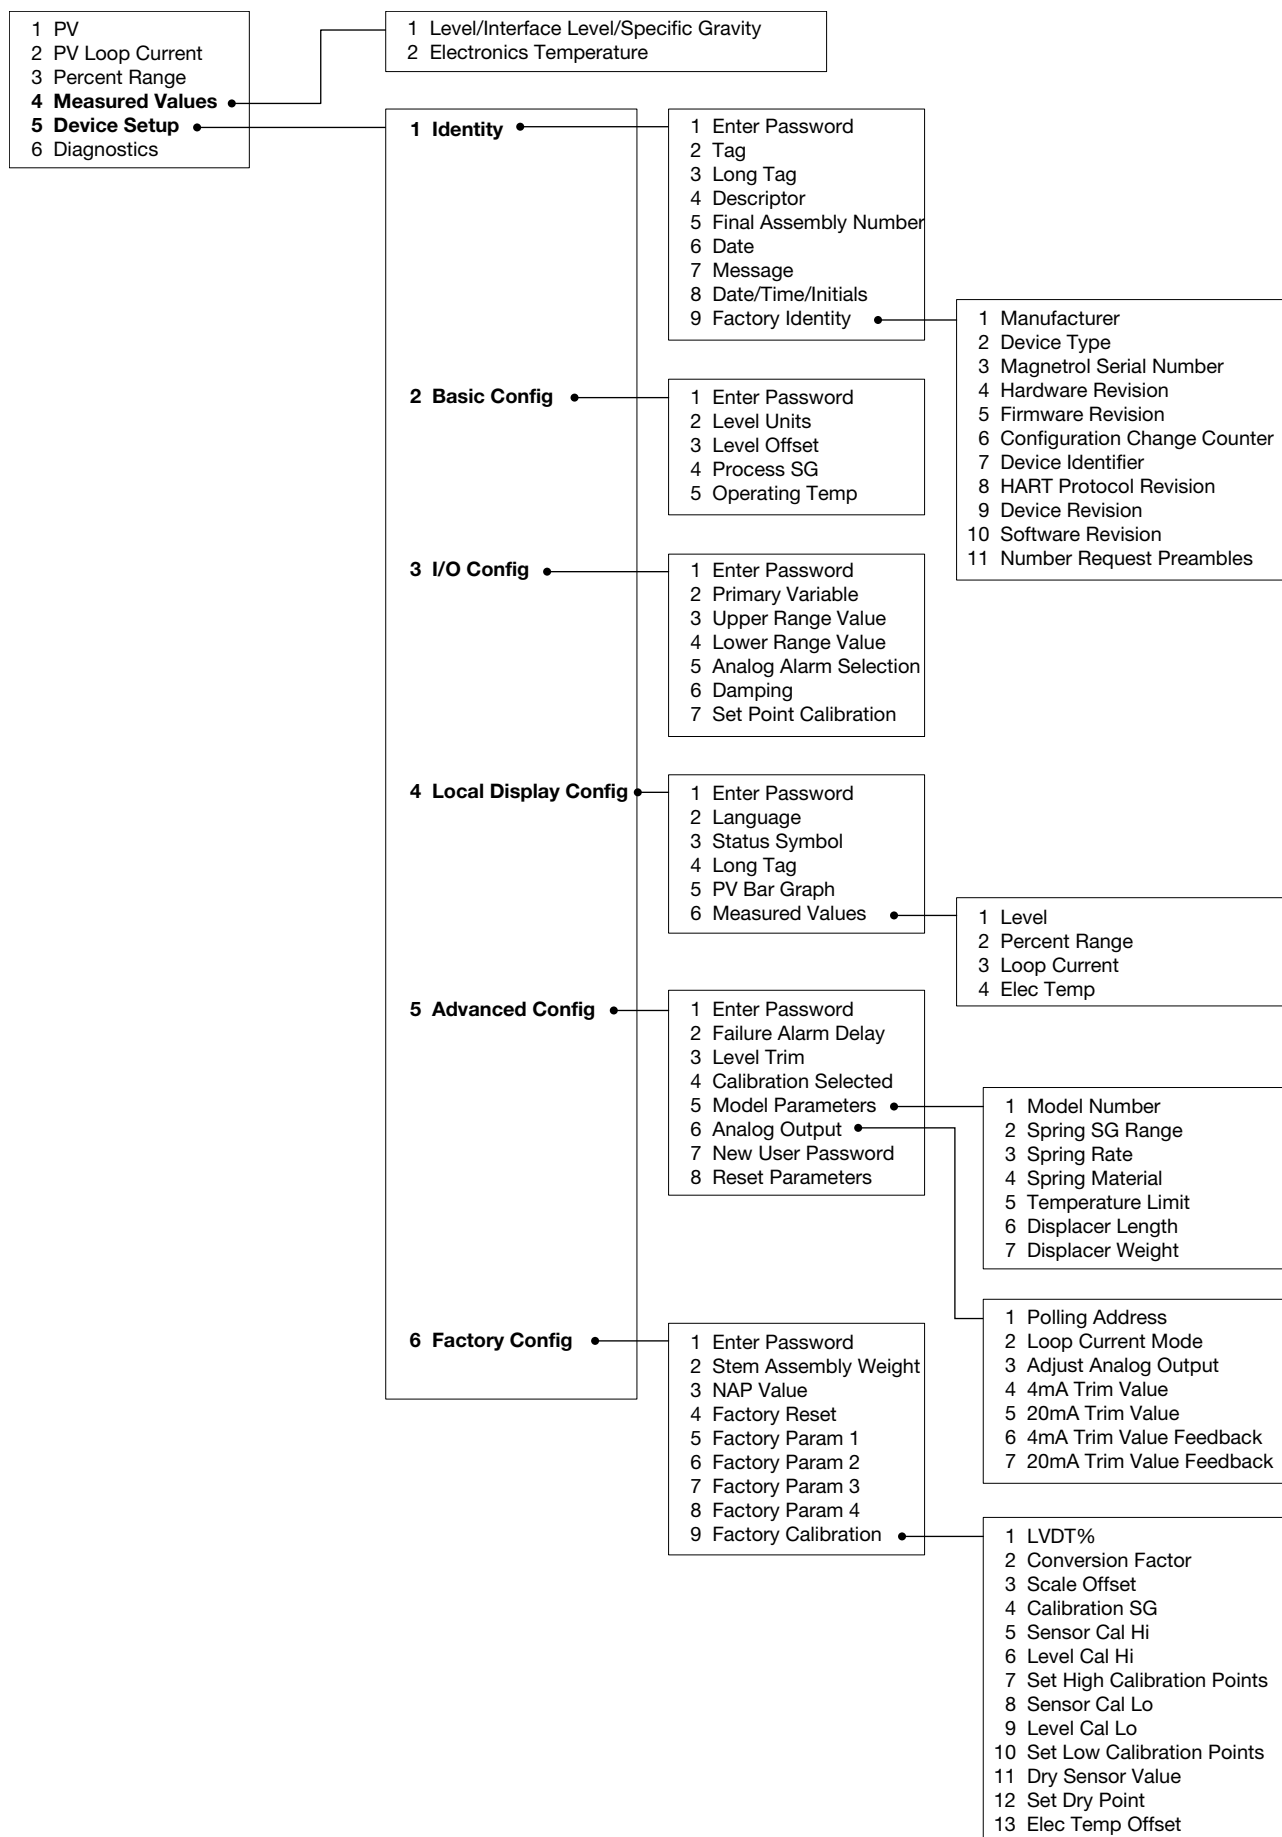 1 PV
2 PV Loop Current
3 Percent Range
4 Measured Values
5 Device Setup
6 Diagnostics
1 Level/Interface Level/Specific Gravity
2 Electronics Temperature
1 Identity
1 Enter Password
2 Tag
3 Long Tag
4 Descriptor
5 Final Assembly Number
6 Date
7 Message
8 Date/Time/Initials
9 Factory Identity
1 Manufacturer
2 Device Type
3 Magnetrol Serial Number
4 Hardware Revision
5 Firmware Revision
6 Configuration Change Counter
7 Device Identifier
8 HART Protocol Revision
9 Device Revision
10 Software Revision
11 Number Request Preambles
2 Basic Config
1 Enter Password
2 Level Units
3 Level Offset
4 Process SG
5 Operating Temp
3 I/O Config
1 Enter Password
2 Primary Variable
3 Upper Range Value
4 Lower Range Value
5 Analog Alarm Selection
6 Damping
7 Set Point Calibration
4 Local Display Config
1 Enter Password
2 Language
3 Status Symbol
4 Long Tag
5 PV Bar Graph
6 Measured Values
1 Level
2 Percent Range
3 Loop Current
4 Elec Temp
5 Advanced Config
1 Enter Password
2 Failure Alarm Delay
3 Level Trim
4 Calibration Selected
5 Model Parameters
6 Analog Output
7 New User Password
8 Reset Parameters
1 Model Number
2 Spring SG Range
3 Spring Rate
4 Spring Material
5 Temperature Limit
6 Displacer Length
7 Displacer Weight
1 Polling Address
2 Loop Current Mode
3 Adjust Analog Output
4 4mA Trim Value
5 20mA Trim Value
6 4mA Trim Value Feedback
7 20mA Trim Value Feedback
6 Factory Config
1 Enter Password
2 Stem Assembly Weight
3 NAP Value
4 Factory Reset
5 Factory Param 1
6 Factory Param 2
7 Factory Param 3
8 Factory Param 4
9 Factory Calibration
1 LVDT%
2 Conversion Factor
3 Scale Offset
4 Calibration SG
5 Sensor Cal Hi
6 Level Cal Hi
7 Set High Calibration Points
8 Sensor Cal Lo
9 Level Cal Lo
10 Set Low Calibration Points
11 Dry Sensor Value
12 Set Dry Point
13 Elec Temp Offset